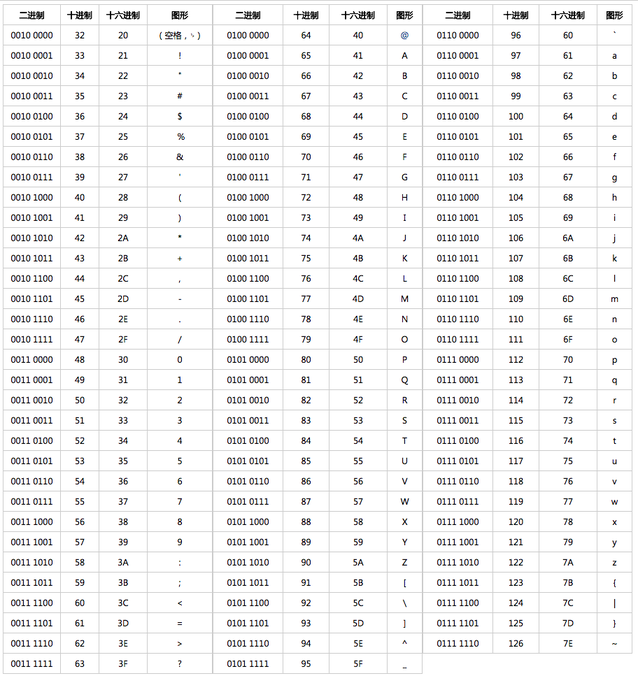 二进制 十进制 十六进制 图形 二进制 十进制 十六进制 图形 二进制 十进制 十六进制 图形
0010 0000 32 20 (空格，␠) 0100 0000 64 40 @ 0110 0000 96 60 `
0010 0001 33 21 ! 0100 0001 65 41 A 0110 0001 97 61 a
0010 0010 34 22 " 0100 0010 66 42 B 0110 0010 98 62 b
0010 0011 35 23 # 0100 0011 67 43 C 0110 0011 99 63 c
0010 0100 36 24 $ 0100 0100 68 44 D 0110 0100 100 64 d
0010 0101 37 25 % 0100 0101 69 45 E 0110 0101 101 65 e
0010 0110 38 26 & 0100 0110 70 46 F 0110 0110 102 66 f
0010 0111 39 27 ' 0100 0111 71 47 G 0110 0111 103 67 g
0010 1000 40 28 ( 0100 1000 72 48 H 0110 1000 104 68 h
0010 1001 41 29 ) 0100 1001 73 49 I 0110 1001 105 69 i
0010 1010 42 2A * 0100 1010 74 4A J 0110 1010 106 6A j
0010 1011 43 2B + 0100 1011 75 4B K 0110 1011 107 6B k
0010 1100 44 2C , 0100 1100 76 4C L 0110 1100 108 6C l
0010 1101 45 2D - 0100 1101 77 4D M 0110 1101 109 6D m
0010 1110 46 2E . 0100 1110 78 4E N 0110 1110 110 6E n
0010 1111 47 2F / 0100 1111 79 4F O 0110 1111 111 6F o
0011 0000 48 30 0 0101 0000 80 50 P 0111 0000 112 70 p
0011 0001 49 31 1 0101 0001 81 51 Q 0111 0001 113 71 q
0011 0010 50 32 2 0101 0010 82 52 R 0111 0010 114 72 r
0011 0011 51 33 3 0101 0011 83 53 S 0111 0011 115 73 s
0011 0100 52 34 4 0101 0100 84 54 T 0111 0100 116 74 t
0011 0101 53 35 5 0101 0101 85 55 U 0111 0101 117 75 u
0011 0110 54 36 6 0101 0110 86 56 V 0111 0110 118 76 v
0011 0111 55 37 7 0101 0111 87 57 W 0111 0111 119 77 w
0011 1000 56 38 8 0101 1000 88 58 X 0111 1000 120 78 x
0011 1001 57 39 9 0101 1001 89 59 Y 0111 1001 121 79 y
0011 1010 58 3A : 0101 1010 90 5A Z 0111 1010 122 7A z
0011 1011 59 3B ; 0101 1011 91 5B [ 0111 1011 123 7B {
0011 1100 60 3C < 0101 1100 92 5C \ 0111 1100 124 7C |
0011 1101 61 3D = 0101 1101 93 5D ] 0111 1101 125 7D }
0011 1110 62 3E > 0101 1110 94 5E ^ 0111 1110 126 7E ~
0011 1111 63 3F ? 0101 1111 95 5F _